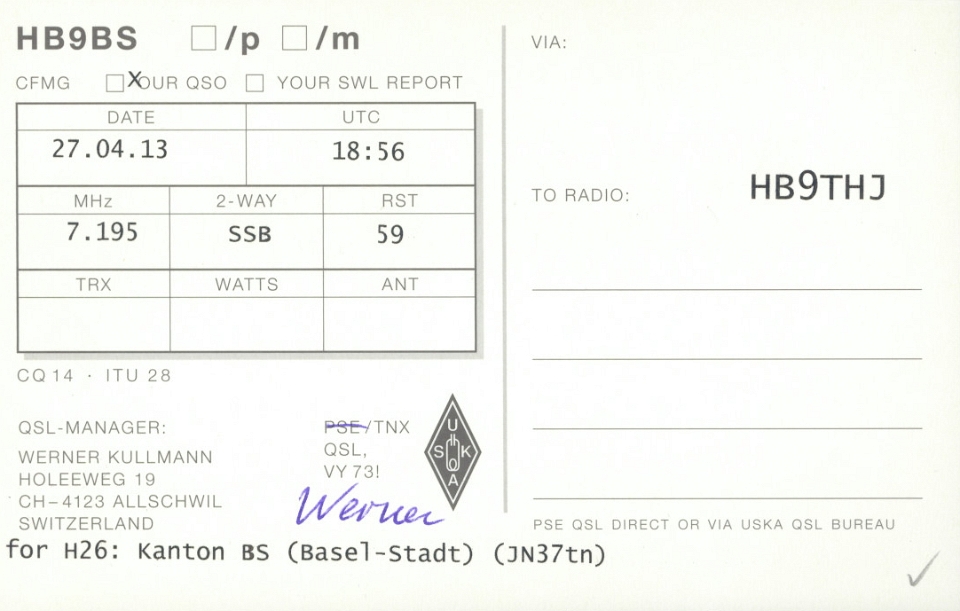 HB9BS ☐/p ☐/m
CFMG ☐XOUR QSO ☐ YOUR SWL REPORT
DATE UTC
27.04.13 18:56
MHz 2-WAY RST
7.195 SSB 59
TRX WATTS ANT
CQ 14 · ITU 28
QSL-MANAGER:
WERNER KULLMANN
HOLEEWEG 19
CH-4123 ALLSCHWIL
SWITZERLAND
PSE/TNX
QSL,
VY 73!
Werner
U
S K
A
for H26: Kanton BS (Basel-Stadt) (JN37tn)
VIA:
TO RADIO: HB9THJ
PSE QSL DIRECT OR VIA USKA QSL BUREAU